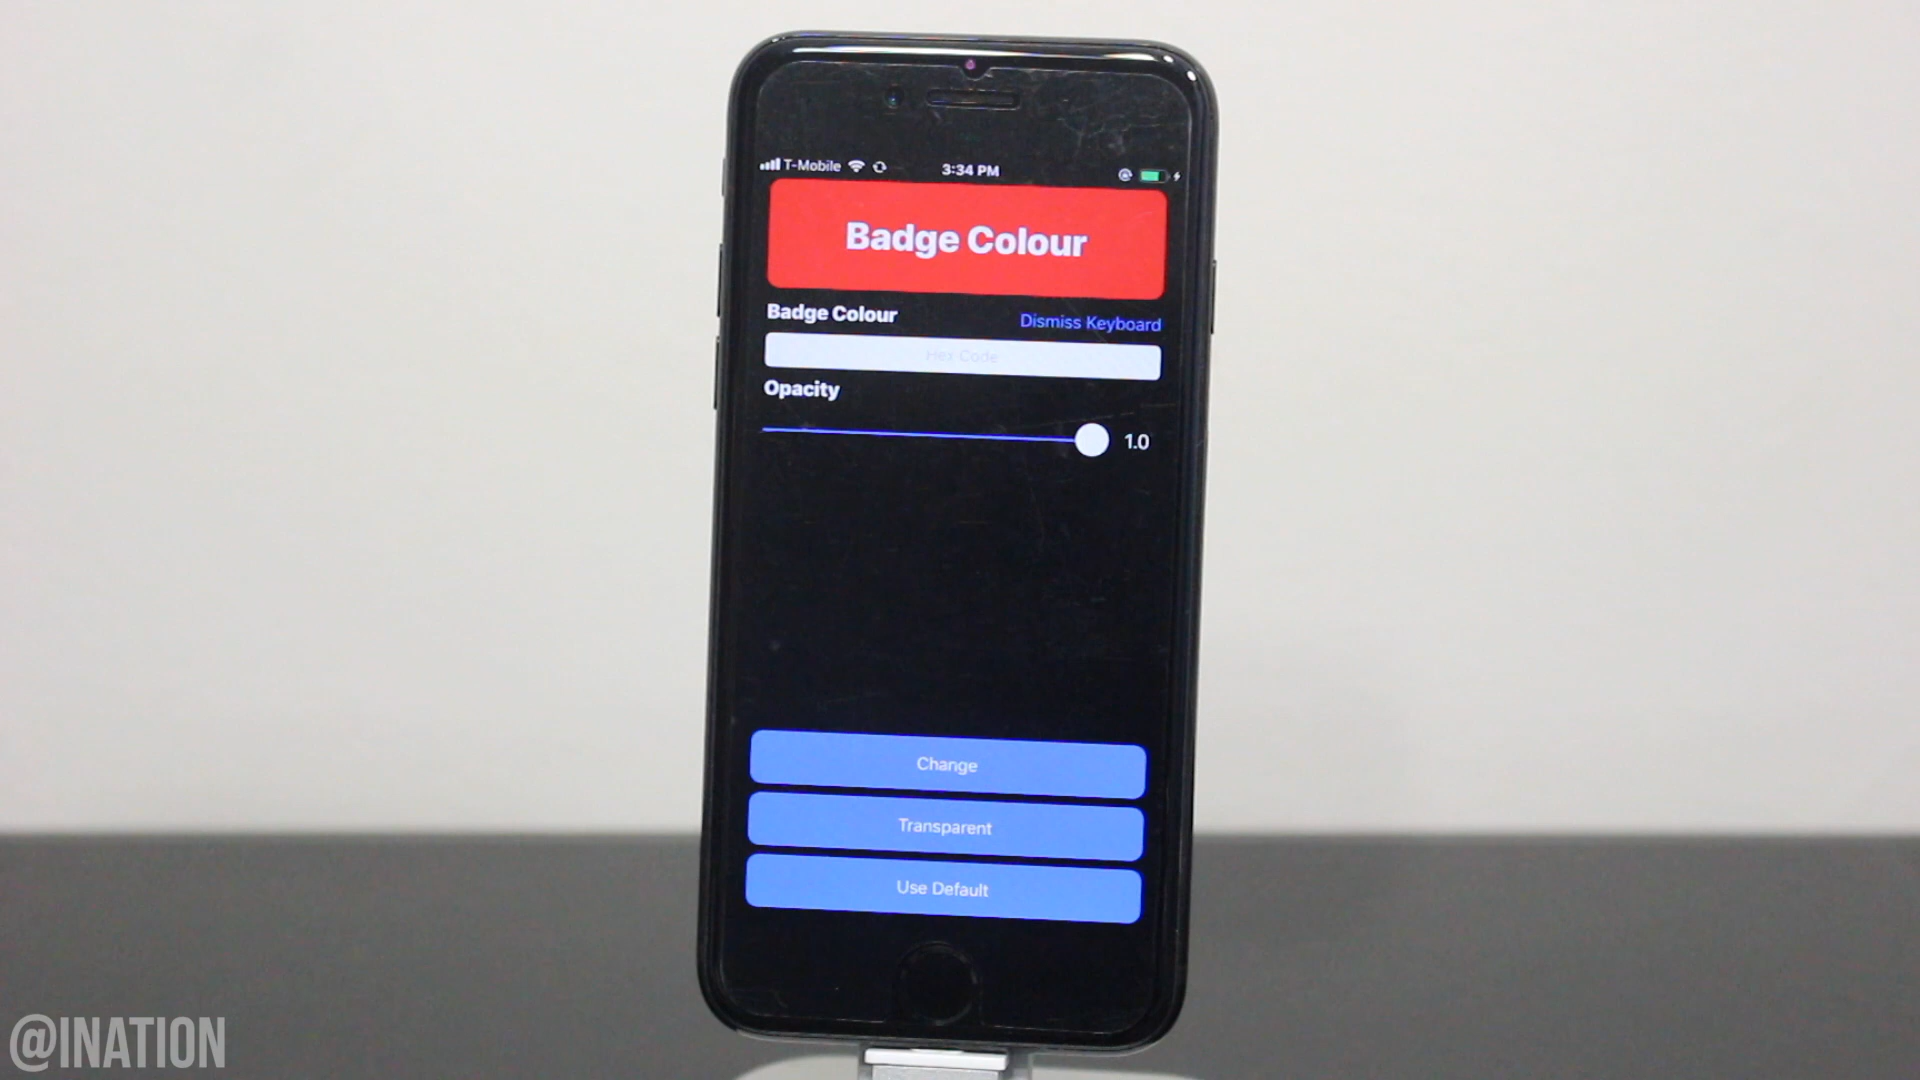 T-Mobile 3:34 PM
Badge Colour
Badge Colour Dismiss Keyboard
Hex Code
Opacity
1.0
Change
Transparent
Use Default
@INATION